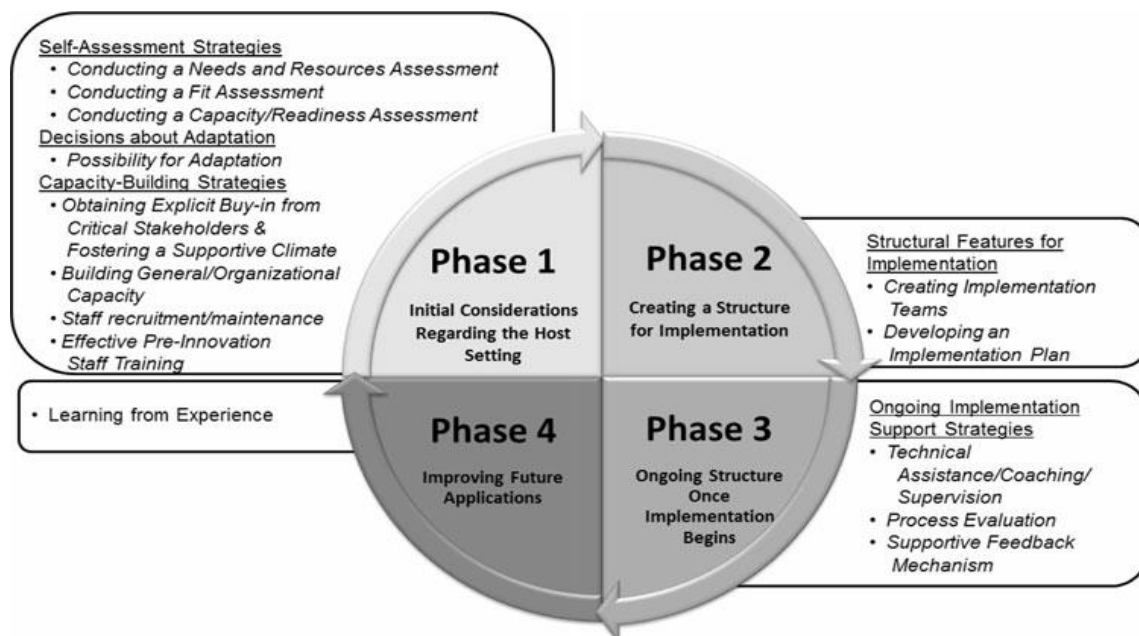 Self-Assessment Strategies
• Conducting a Needs and Resources Assessment
• Conducting a Fit Assessment
• Conducting a Capacity/Readiness Assessment
Decisions about Adaptation
• Possibility for Adaptation
Capacity-Building Strategies
• Obtaining Explicit Buy-in from
Critical Stakeholders &
Fostering a Supportive Climate
• Building General/Organizational
Capacity
• Staff recruitment/maintenance
• Effective Pre-Innovation
Staff Training
Phase 1
Initial Considerations
Regarding the Host
Setting
Phase 2
Creating a Structure
for Implementation
Structural Features for
Implementation
• Creating Implementation
Teams
• Developing an
Implementation Plan
• Learning from Experience
Phase 4
Improving Future
Applications
Phase 3
Ongoing Structure
Once
Implementation
Begins
Ongoing Implementation
Support Strategies
• Technical
Assistance/Coaching/
Supervision
• Process Evaluation
• Supportive Feedback
Mechanism